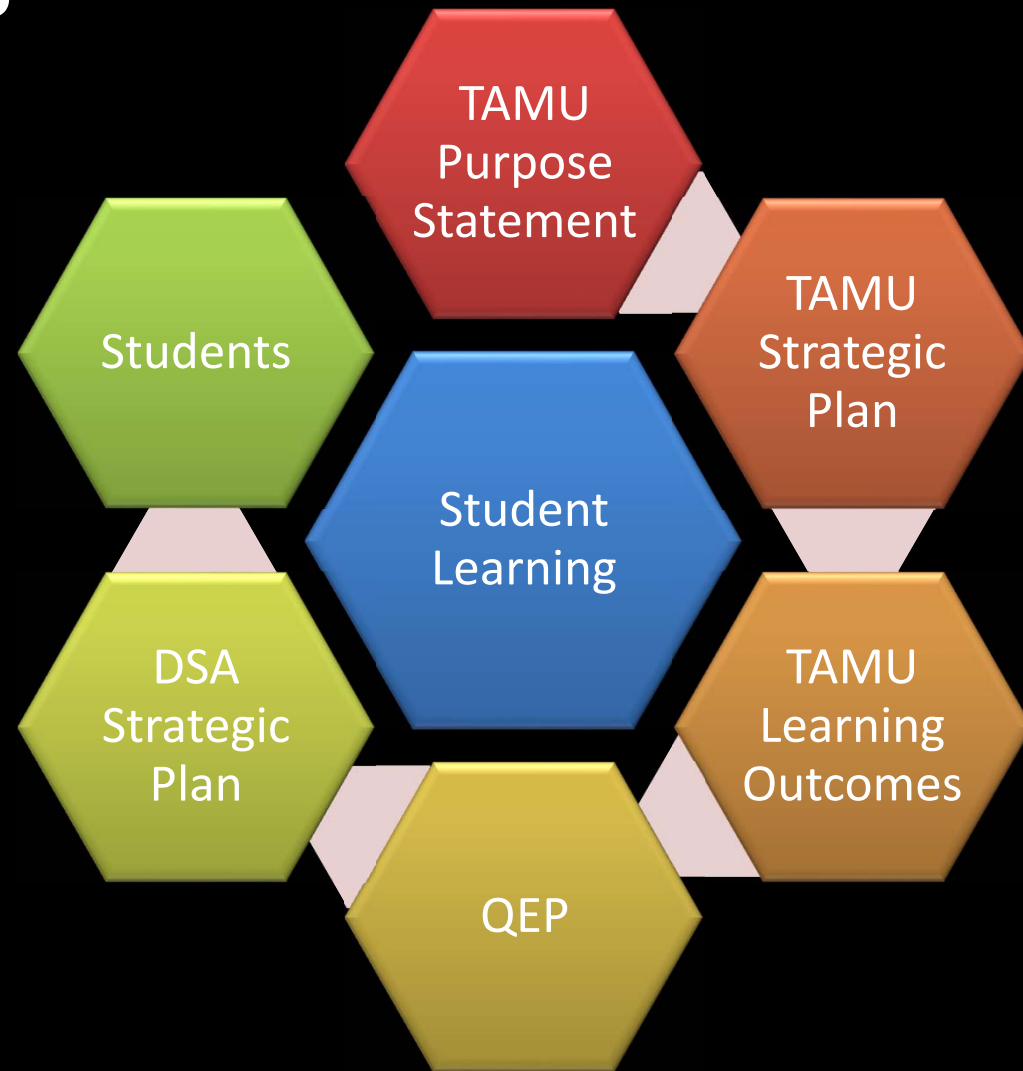 TAMU
Purpose
Statement
TAMU
Strategic
Plan
TAMU
Learning
Outcomes
QEP
DSA
Strategic
Plan
Students
Student
Learning